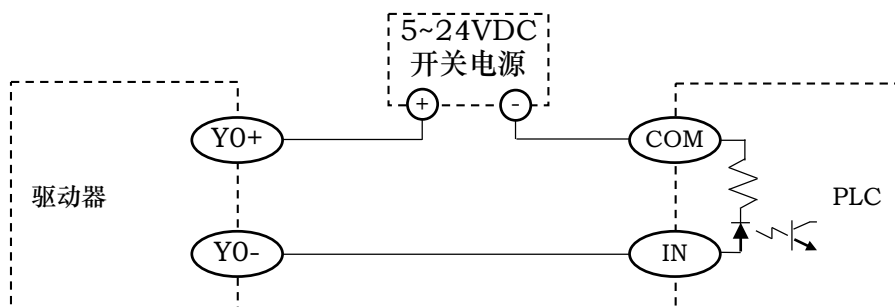 5~24VDC
开关电源
+ -
Y0+
COM
驱动器
PLC
Y0-
IN